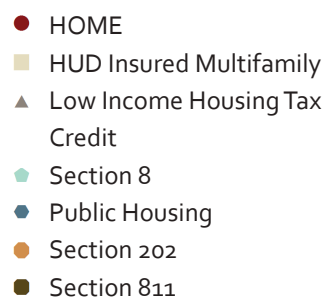 HOME
HUD Insured Multifamily
Low Income Housing Tax
Credit
Section 8
Public Housing
Section 202
Section 811